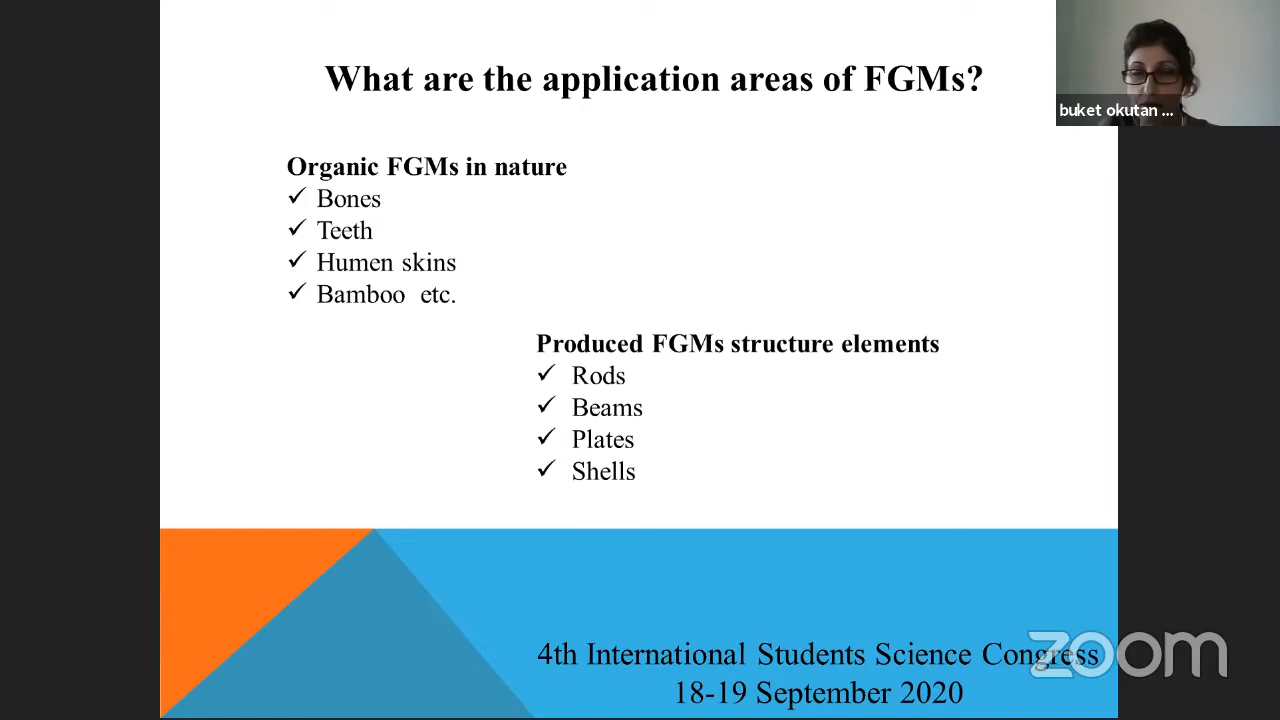 What are the application areas of FGMs?
buket okutan ...
Organic FGMs in nature
✓ Bones
✓ Teeth
✓ Humen skins
✓ Bamboo etc.
Produced FGMs structure elements
✓ Rods
✓ Beams
✓ Plates
✓ Shells
4th International Students Science Congress
18-19 September 2020
zoom